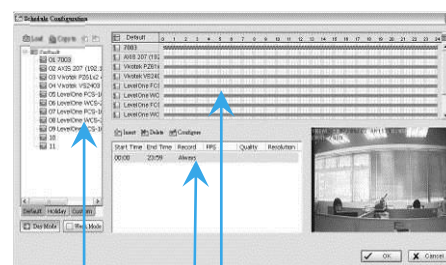 Schedule Configuration
Load Copy to
Default
01 7003
02 AXIS 207 (192.1
03 Vivotek PZ61x2
04 Vivotek VS2403
05 LevelOne FCS-1
06 LevelOne WCS-2
07 LevelOne FCS-1
08 LevelOne WCS-
09 LevelOne FCS-1
10
11
Default Holiday Custom
Day Mode Week Mode
Default 0 1 2 3 4 5 6 7 8 9 10 11 12 13 14 15 16 17 18 19 20 21 22 23 24
7003
AXIS 207 (192.
Vivotek PZ61
Vivotek VS24
LevelOne FCS
LevelOne WC
LevelOne FCS
LevelOne WC
Insert Delete Configure
Start Time End Time Record FPS Quality Resolution
00:00 23:59 Always
OK Cancel